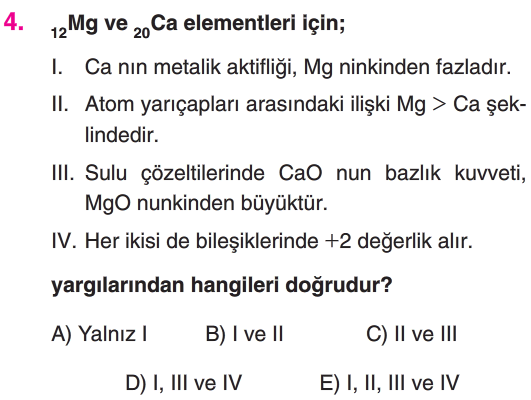 4. ₁₂Mg ve ₂₀Ca elementleri için;
I. Ca nın metalik aktifliği, Mg ninkinden fazladır.
II. Atom yarıçapları arasındaki ilişki Mg > Ca şek-
lindedir.
III. Sulu çözeltilerinde CaO nun bazlık kuvveti,
MgO nunkinden büyüktür.
IV. Her ikisi de bileşiklerinde +2 değerlik alır.
yargılarından hangileri doğrudur?
A) Yalnız I B) I ve II C) II ve III
D) I, III ve IV E) I, II, III ve IV